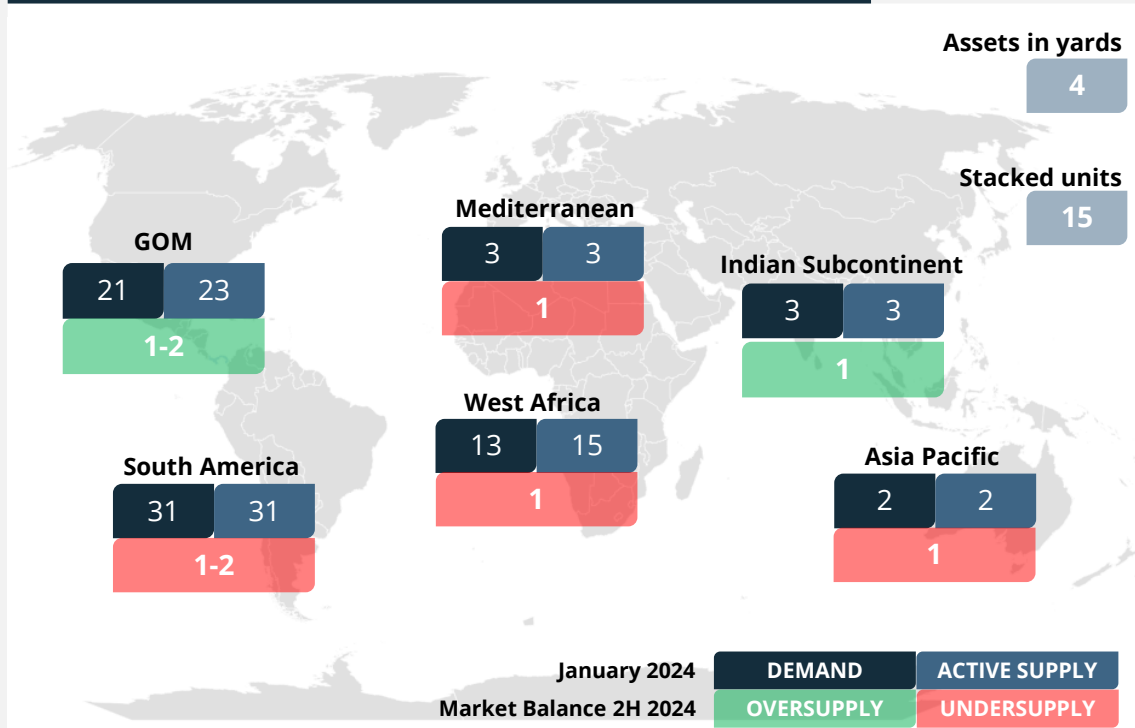 Assets in yards
4
Stacked units
15
GOM
21 23
1-2
Mediterranean
3 3
1
Indian Subcontinent
3 3
1
West Africa
13 15
1
South America
31 31
1-2
Asia Pacific
2 2
1
January 2024 DEMAND ACTIVE SUPPLY
Market Balance 2H 2024 OVERSUPPLY UNDERSUPPLY